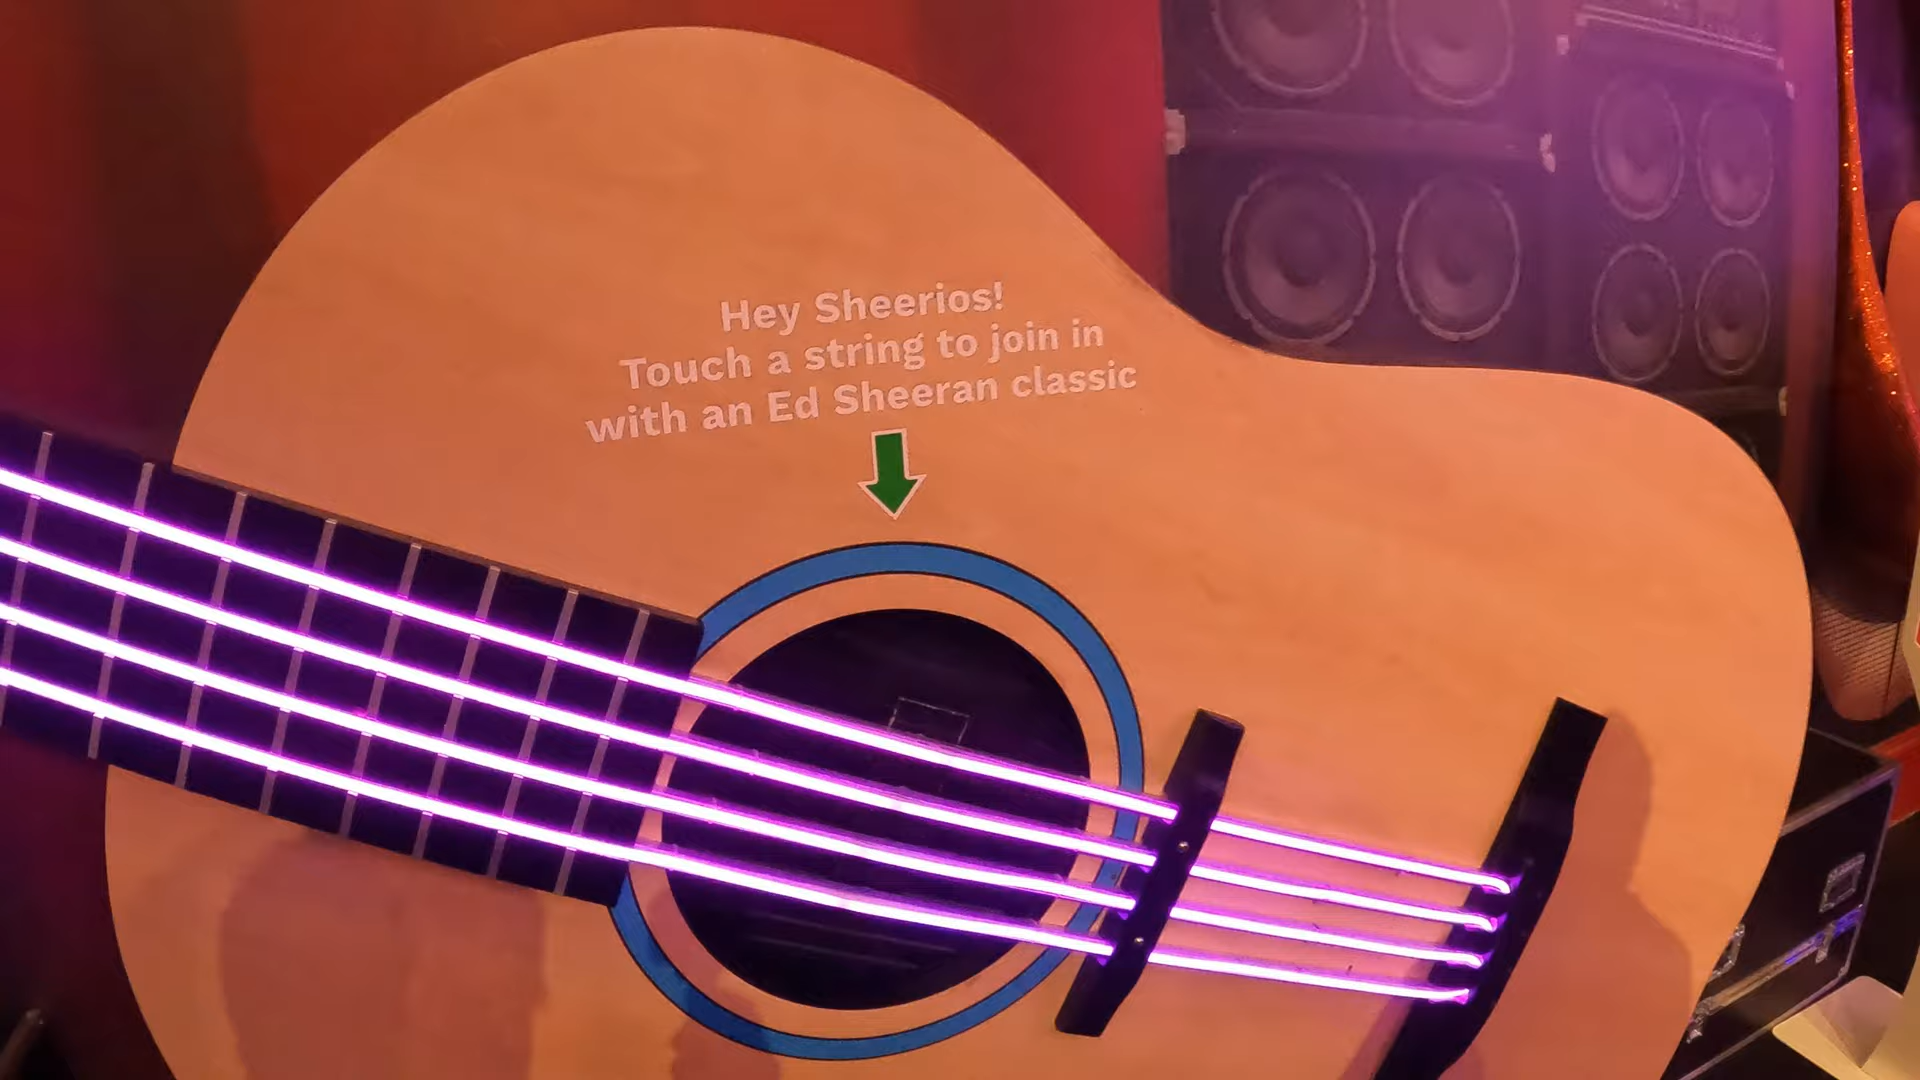 Hey Sheerios!
Touch a string to join in
with an Ed Sheeran classic